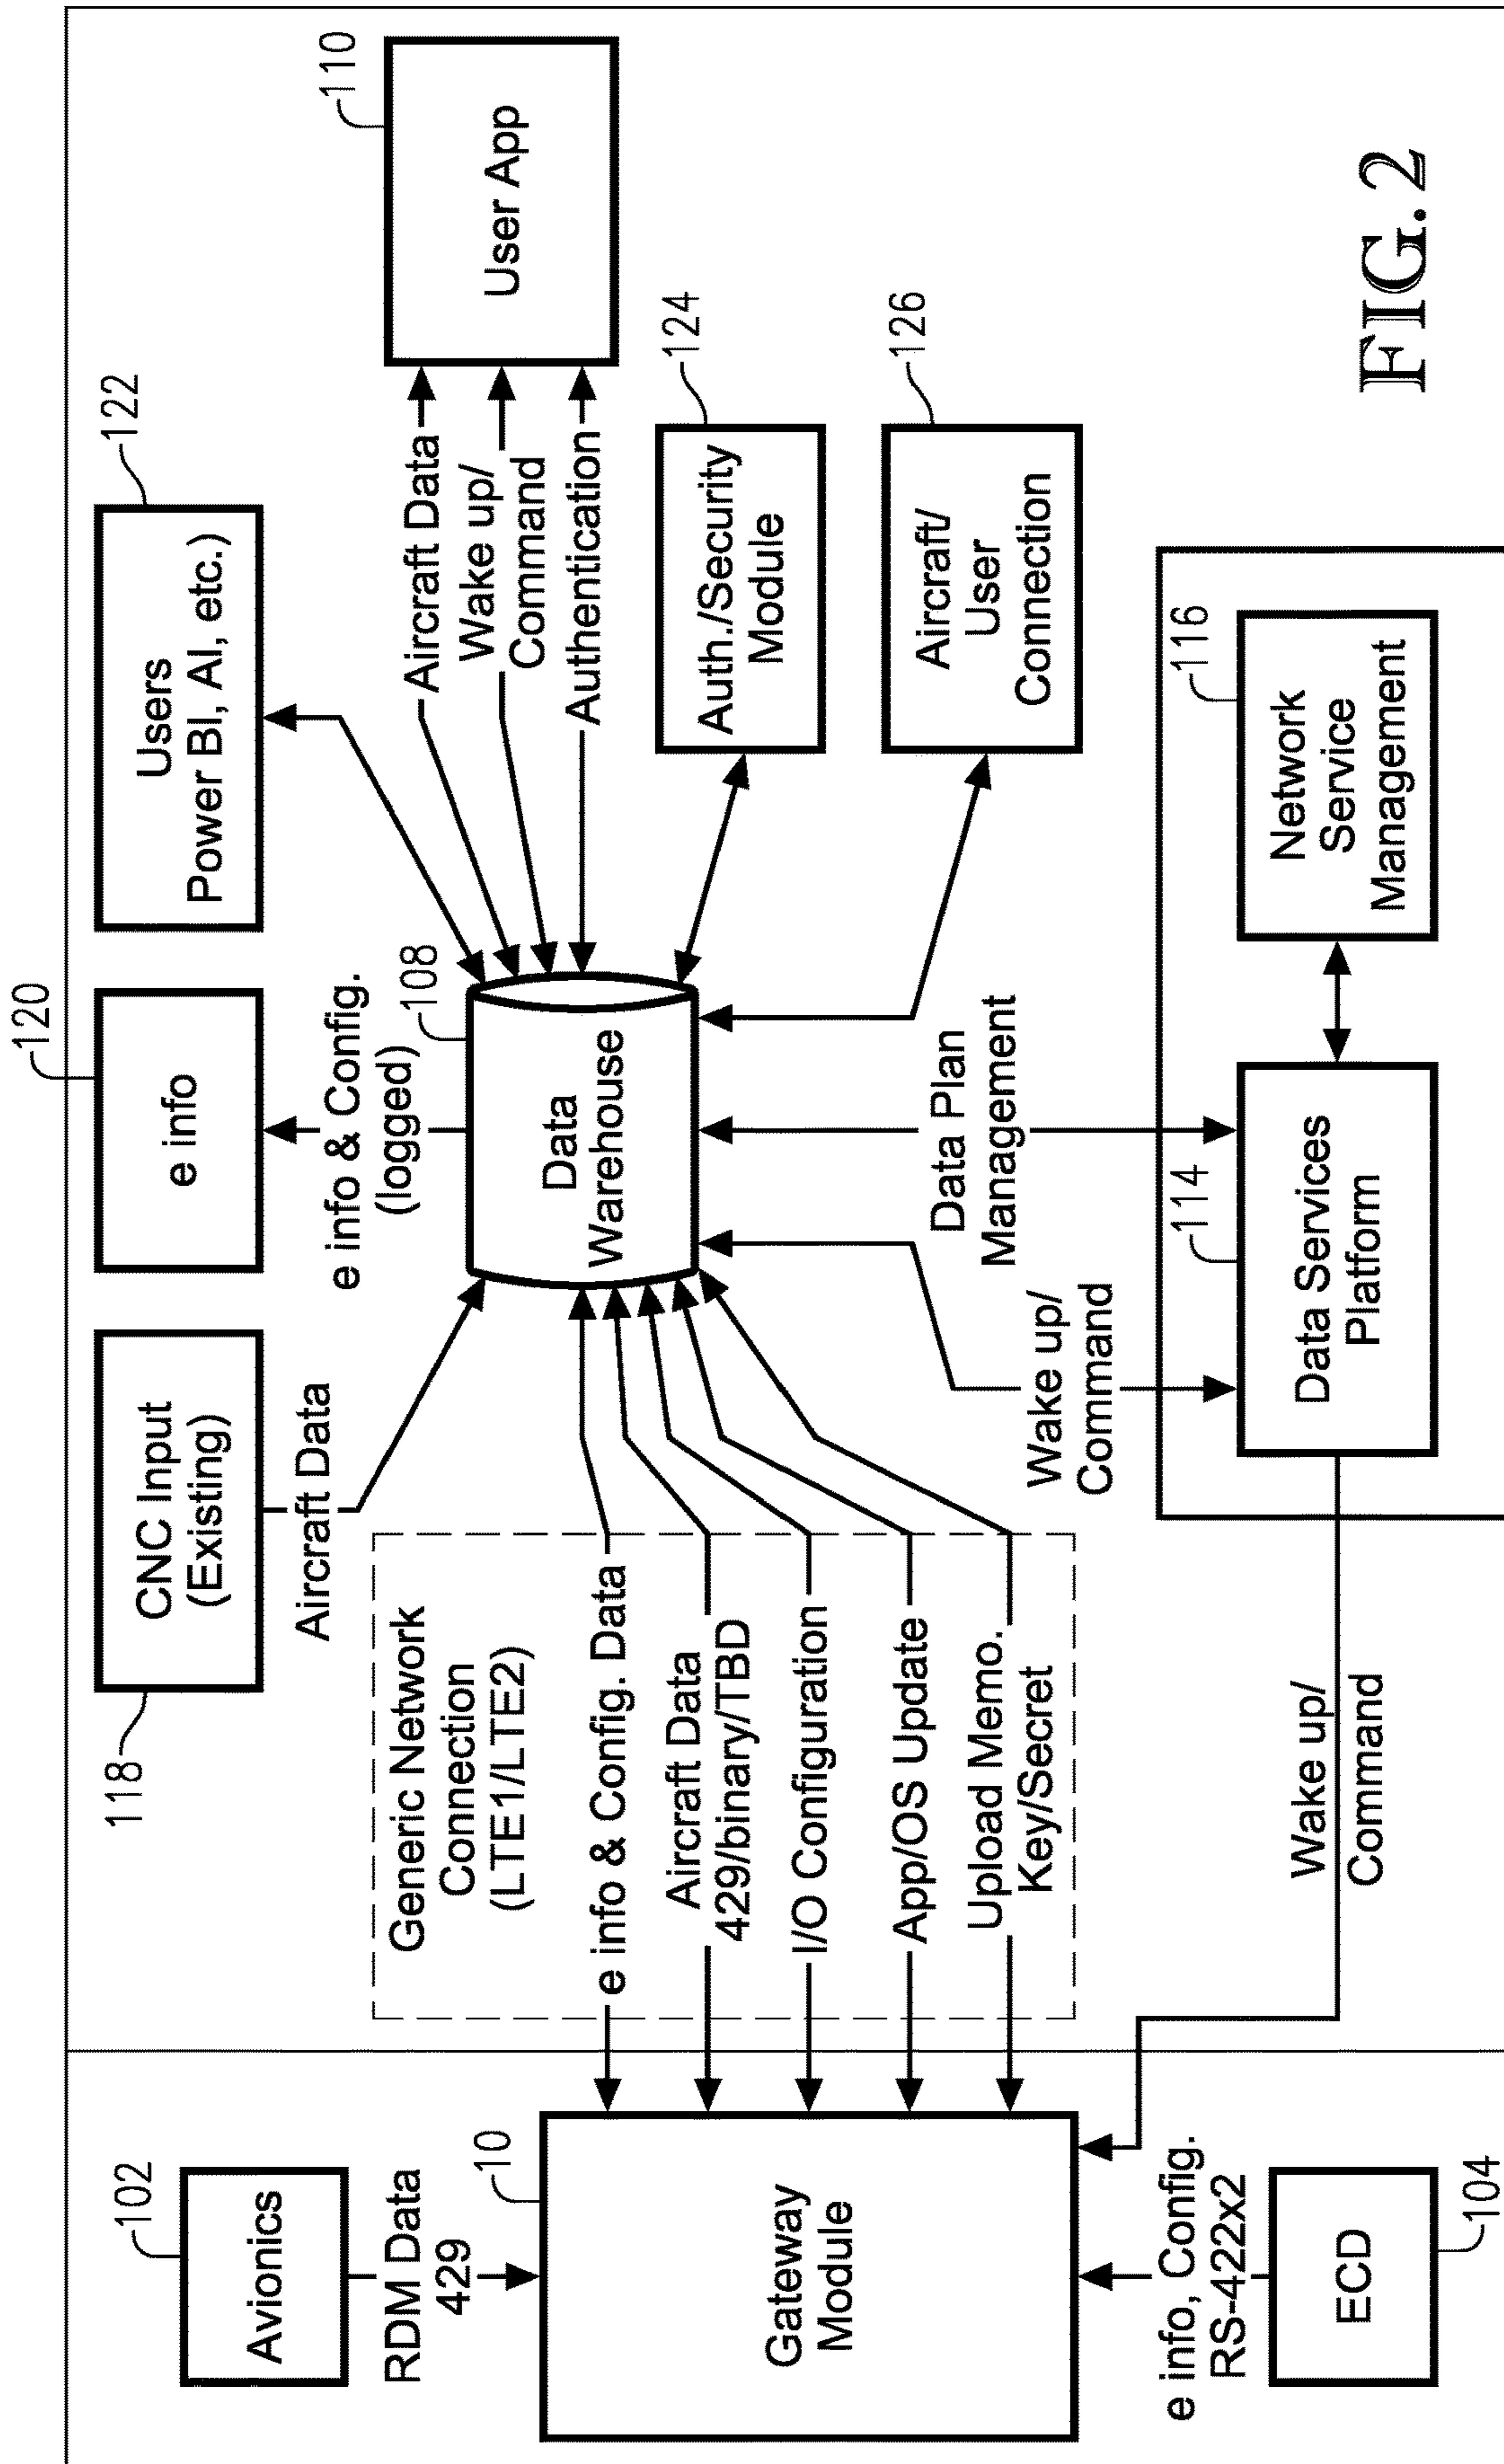 102
Avionics
RDM Data
429
10
Gateway
Module
e info, Config.
RS-422x2
ECD
104
118
CNC Input
(Existing)
Aircraft Data
Generic Network
Connection
(LTE1/LTE2)
e info & Config. Data
Aircraft Data
429/binary/TBD
I/O Configuration
App/OS Update
Upload Memo.
Key/Secret
Wake up/
Command
120
e info
e info & Config.
(logged)
108
Data
Warehouse
Wake up/
Command
Data Plan
Management
114
Data Services
Platform
116
Network
Service
Management
122
Users
Power BI, AI, etc.)
Aircraft Data
Wake up/
Command
Authentication
110
User App
124
Auth./Security
Module
126
Aircraft/
User
Connection
FIG. 2